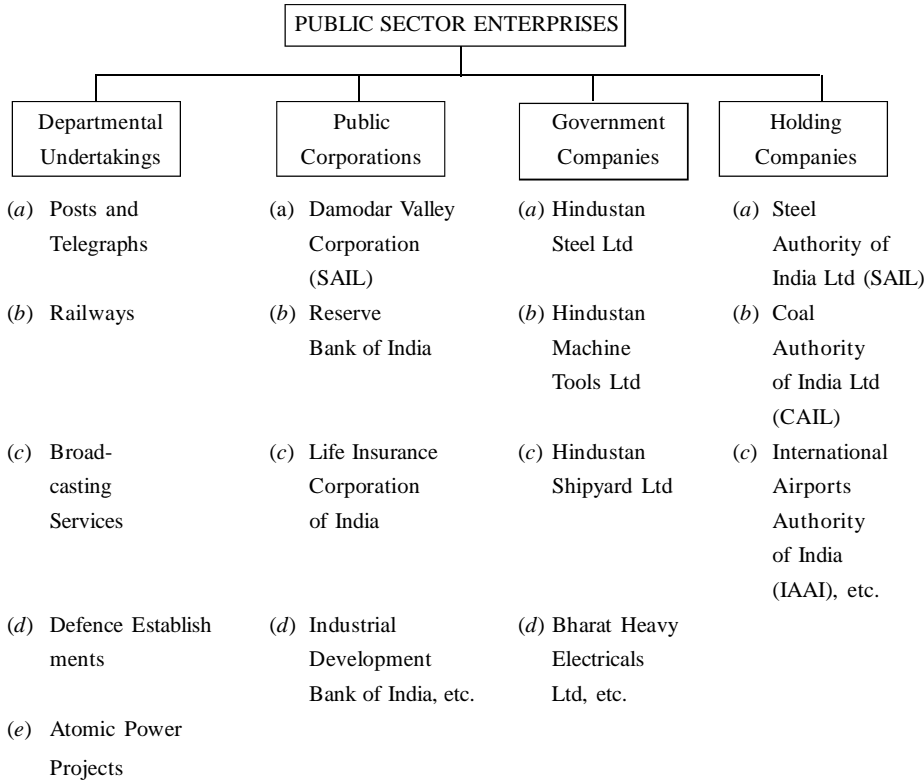 PUBLIC SECTOR ENTERPRISES
Departmental
Undertakings
Public
Corporations
Government
Companies
Holding
Companies
(a) Posts and
Telegraphs
(b) Railways
(c) Broad-
casting
Services
(d) Defence Establish
ments
(e) Atomic Power
Projects
(a) Damodar Valley
Corporation
(SAIL)
(b) Reserve
Bank of India
(c) Life Insurance
Corporation
of India
(d) Industrial
Development
Bank of India, etc.
(a) Hindustan
Steel Ltd
(b) Hindustan
Machine
Tools Ltd
(c) Hindustan
Shipyard Ltd
(d) Bharat Heavy
Electricals
Ltd, etc.
(a) Steel
Authority of
India Ltd (SAIL)
(b) Coal
Authority
of India Ltd
(CAIL)
(c) International
Airports
Authority
of India
(IAAI), etc.